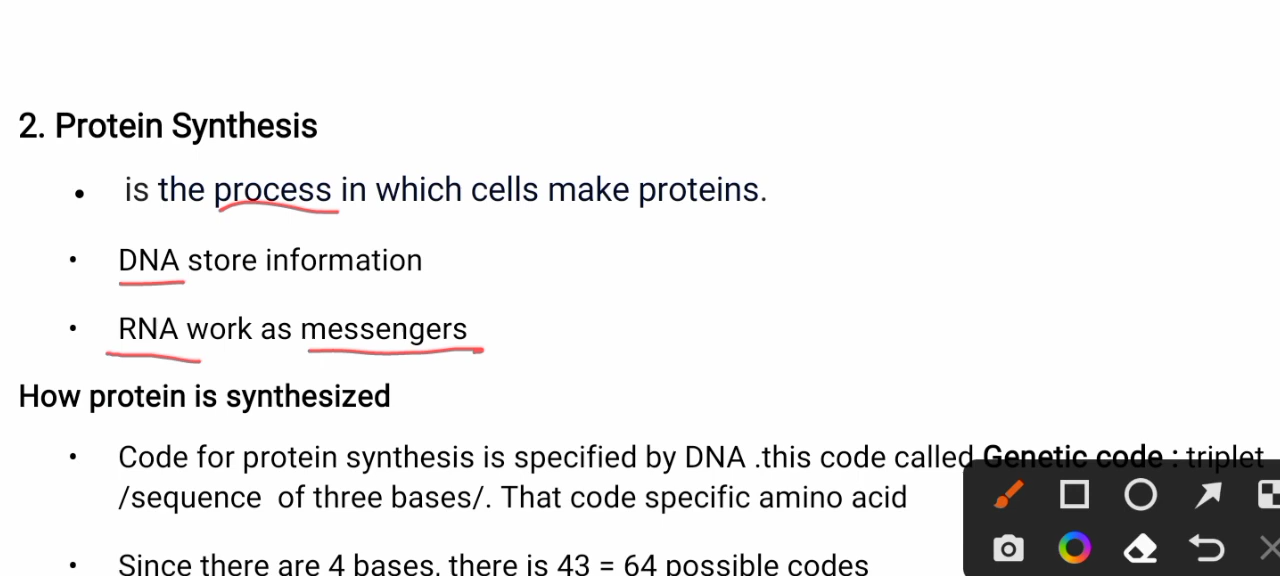 2. Protein Synthesis
• is the process in which cells make proteins.
• DNA store information
• RNA work as messengers
How protein is synthesized
• Code for protein synthesis is specified by DNA .this code called Genetic code : triplet
/sequence of three bases/. That code specific amino acid
• Since there are 4 bases, there is 43 = 64 possible codes